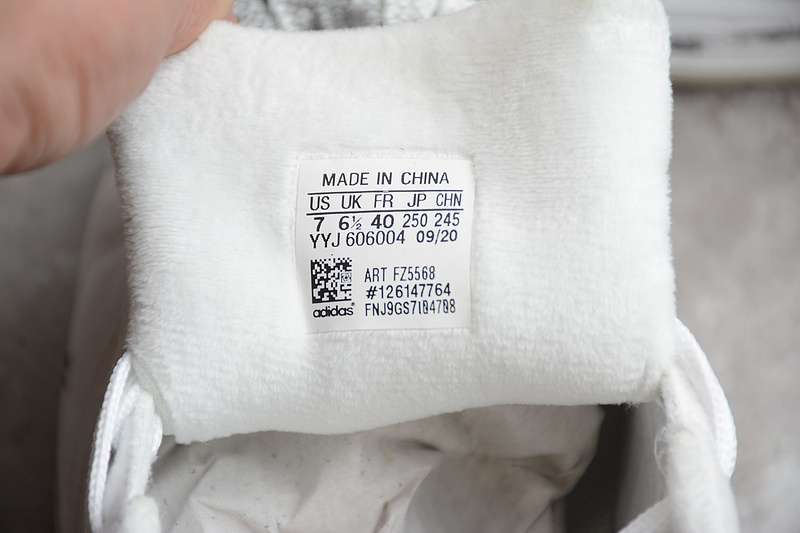 MADE IN CHINA
US UK FR JP CHN
7 6½ 40 250 245
YYJ 606004 09/20
ART FZ5568
#126147764
adidas® FNJ9GS7104708